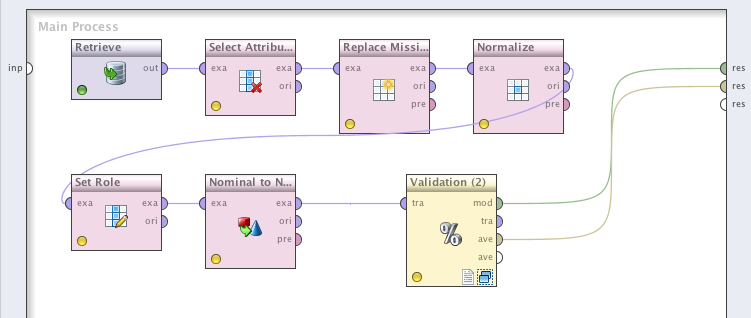 Main Process
Retrieve Select Attribu... Replace Missi... Normalize
inp out exa exa exa exa exa exa res
ori ori ori res
pre pre res
Set Role Nominal to N... Validation (2)
exa exa exa exa tra mod
ori ori tra
pre ave
ave